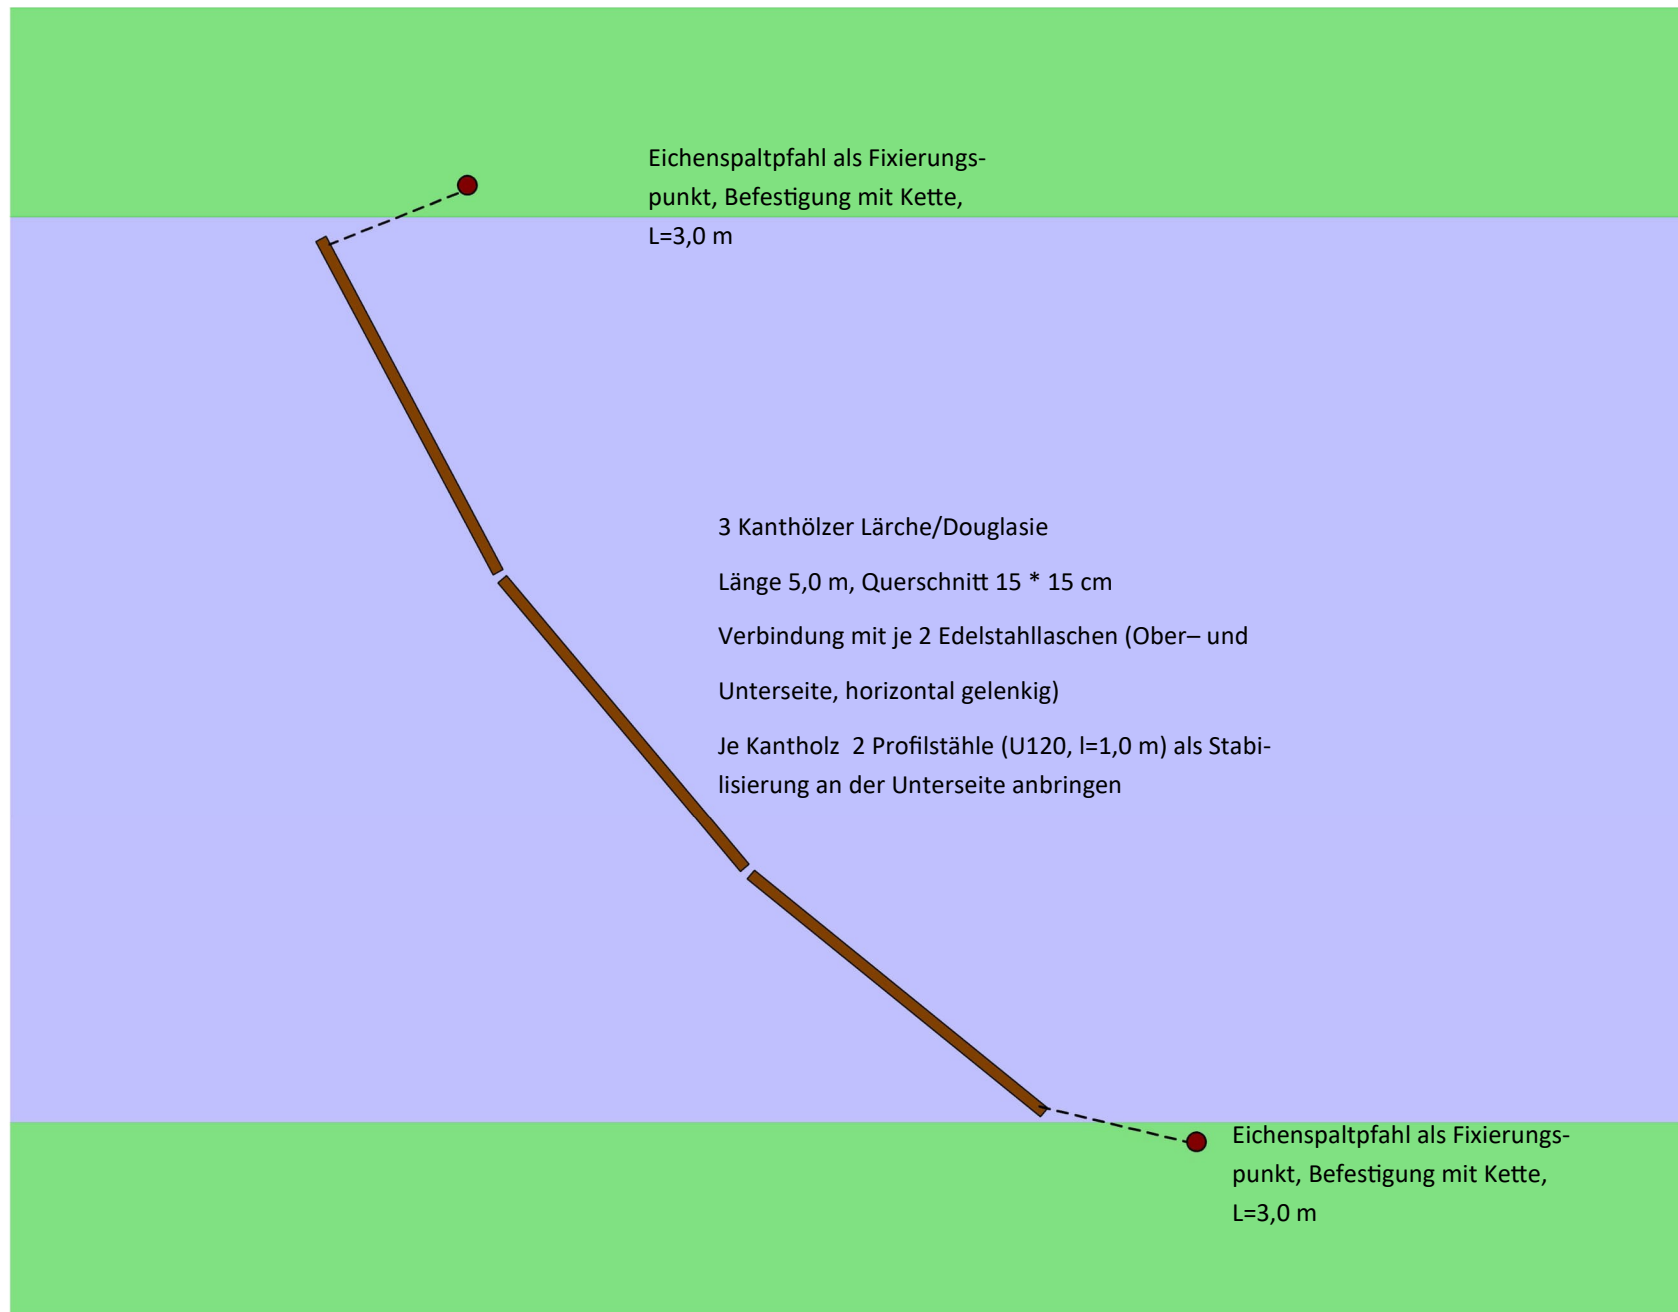 Eichenspaltpfahl als Fixierungs-
punkt, Befestigung mit Kette,
L=3,0 m
3 Kanthölzer Lärche/Douglasie
Länge 5,0 m, Querschnitt 15 * 15 cm
Verbindung mit je 2 Edelstahllaschen (Ober– und
Unterseite, horizontal gelenkig)
Je Kantholz  2 Profilstähle (U120, l=1,0 m) als Stabi-
lisierung an der Unterseite anbringen
Eichenspaltpfahl als Fixierungs-
punkt, Befestigung mit Kette,
L=3,0 m